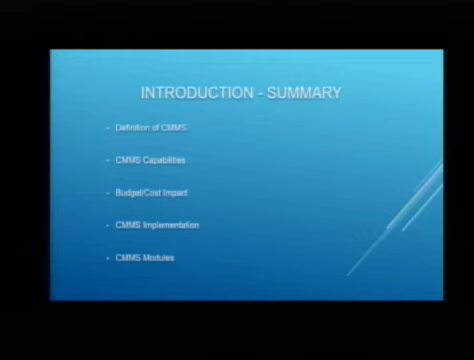 INTRODUCTION - SUMMARY
• Definition of CMMS
• CMMS Capabilities
• Budget/Cost Impact
• CMMS Implementation
• CMMS Modules